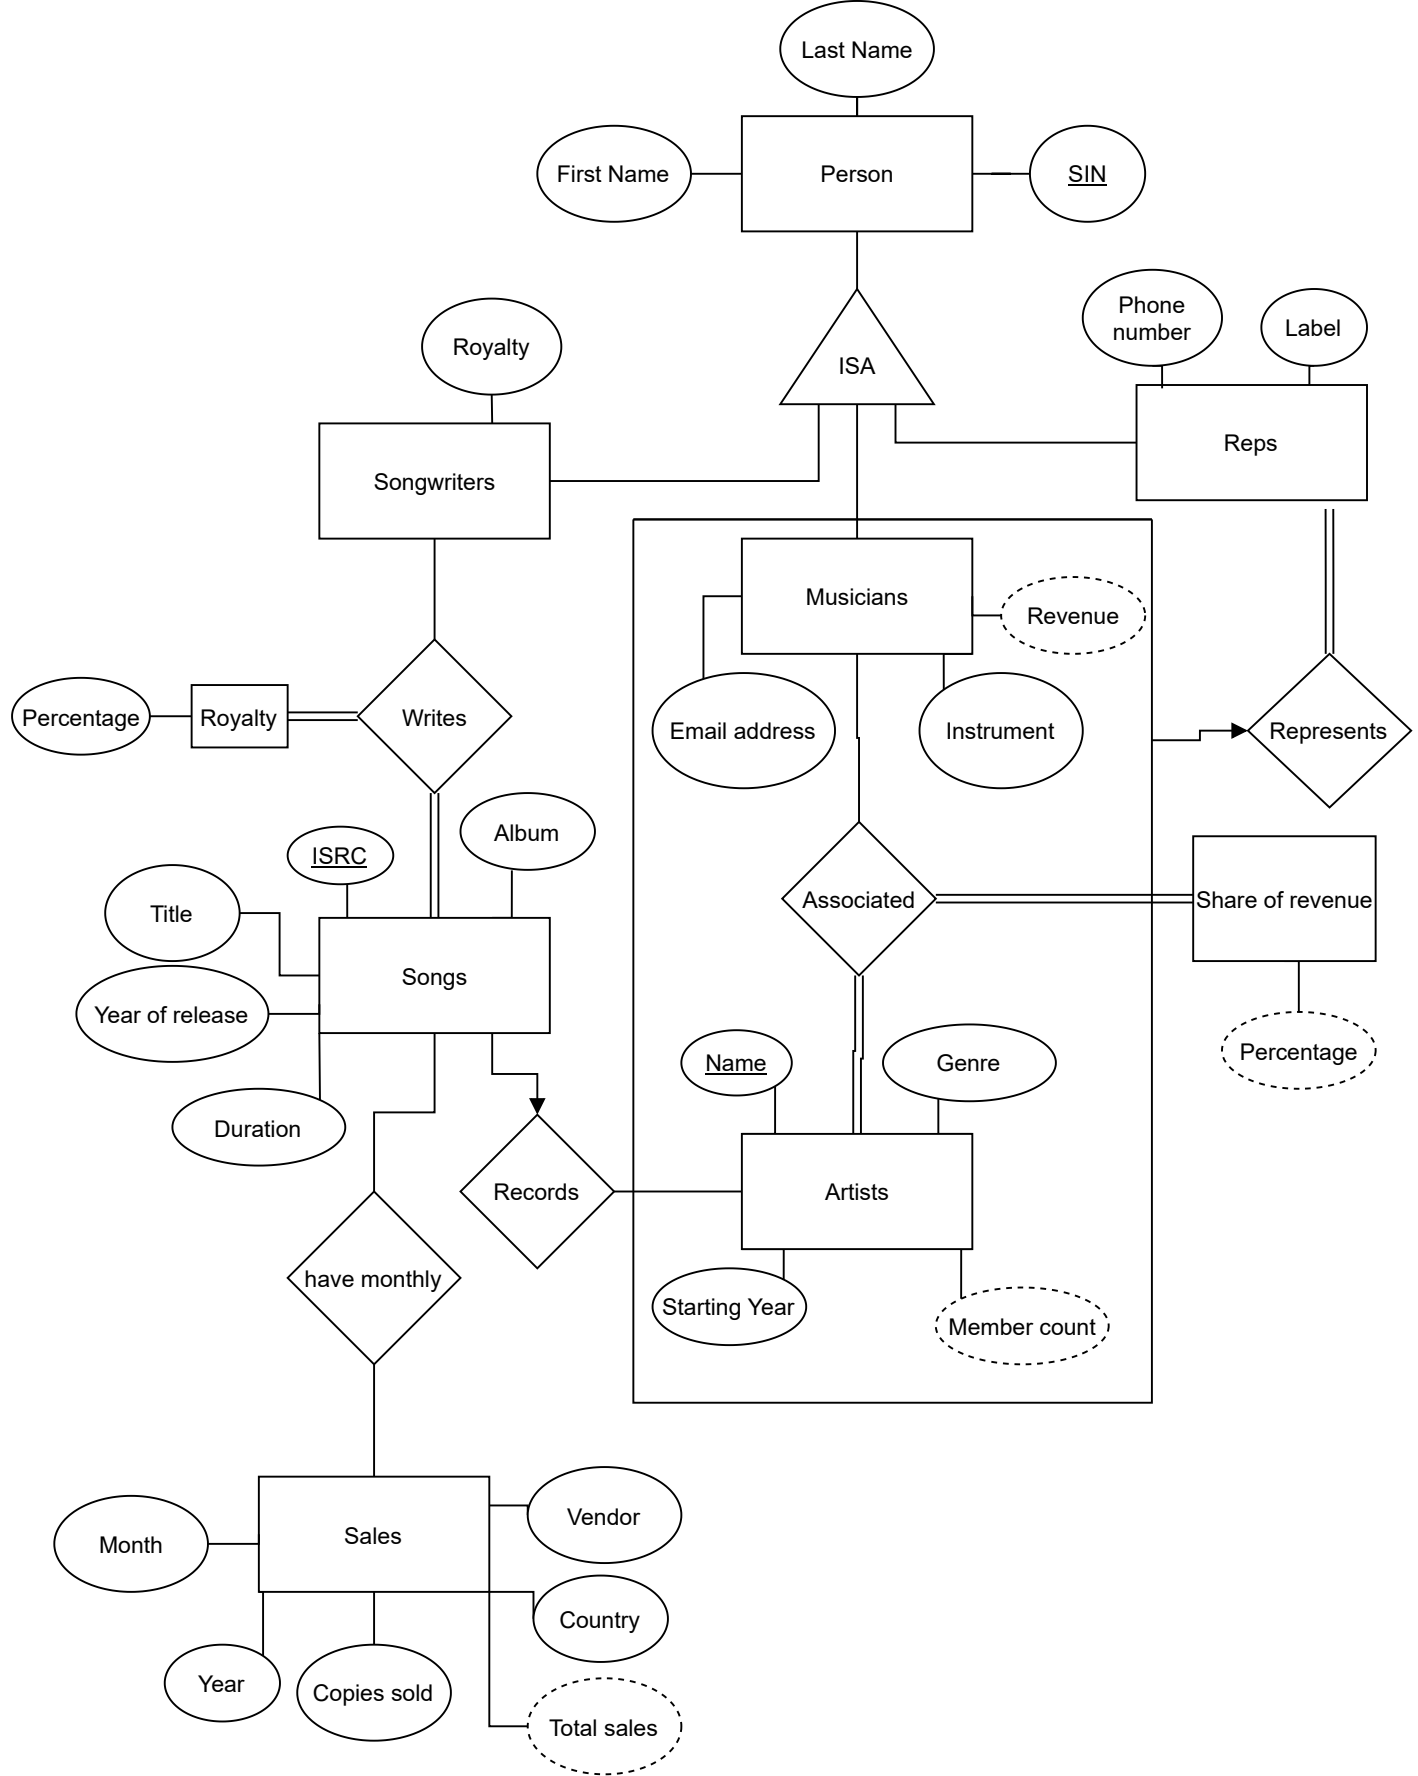 Last Name
First Name
Person
SIN
Phone
number
Label
Royalty
ISA
Reps
Songwriters
Musicians
Revenue
Percentage
Royalty
Writes
Email address
Instrument
Represents
Album
ISRC
Title
Associated
Share of revenue
Songs
Year of release
Name
Genre
Percentage
Duration
Records
Artists
have monthly
Starting Year
Member count
Vendor
Month
Sales
Country
Year
Copies sold
Total sales